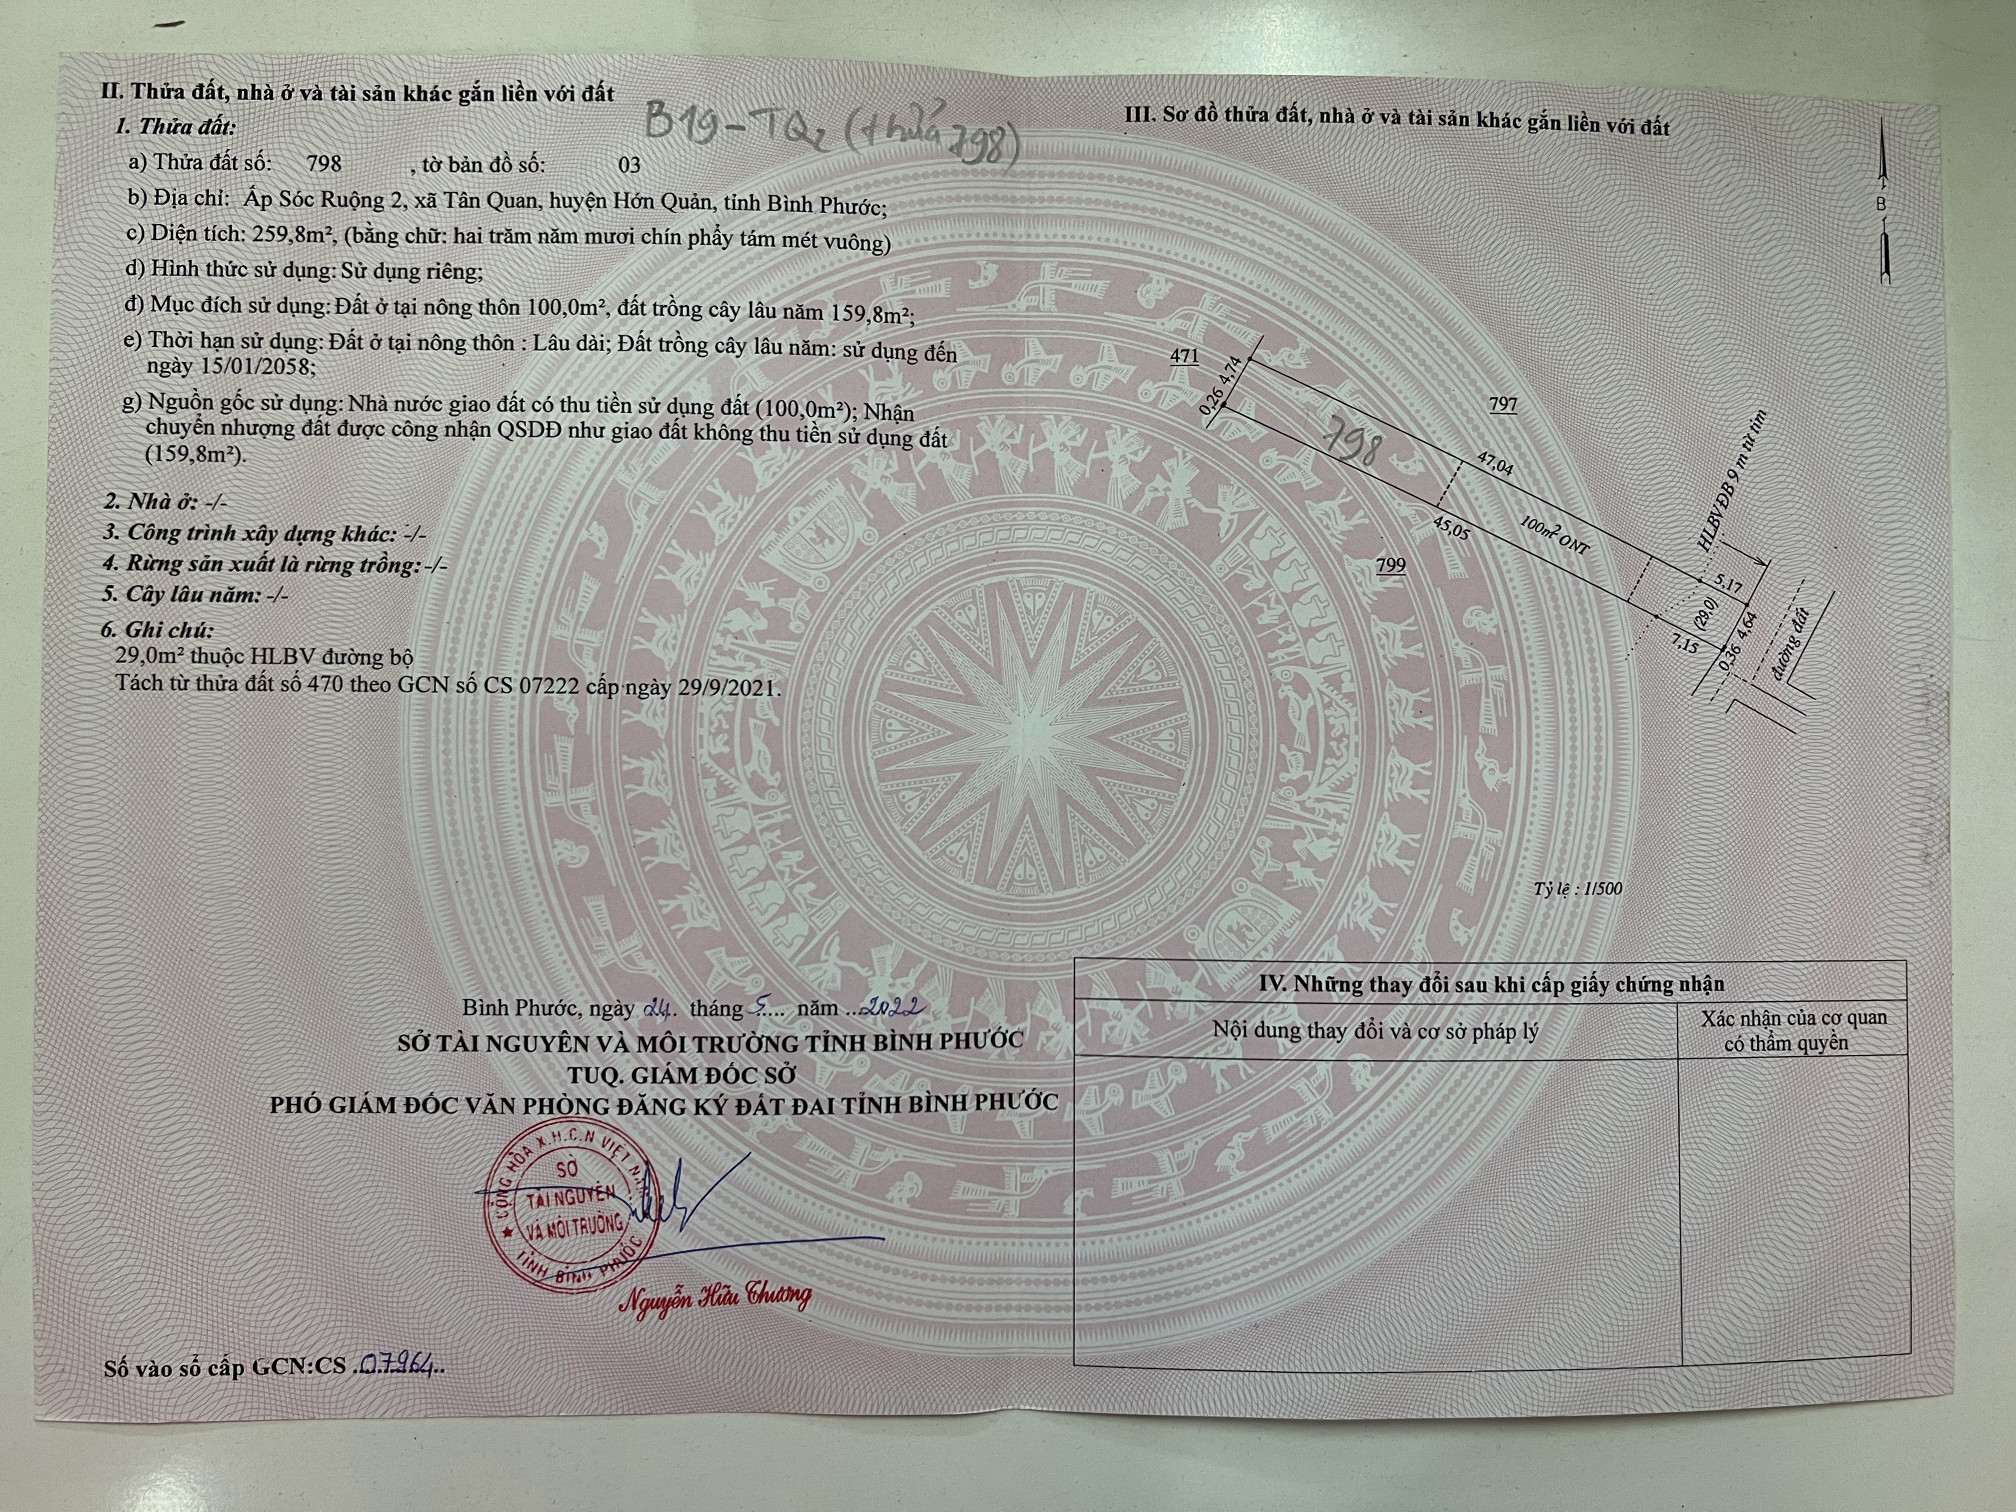 II. Thửa đất, nhà ở và tài sản khác gắn liền với đất
B19-TQ2 (thửa 798)
1. Thửa đất:
a) Thửa đất số: 798 , tờ bản đồ số: 03
b) Địa chỉ: Ấp Sóc Ruộng 2, xã Tân Quan, huyện Hớn Quản, tỉnh Bình Phước;
c) Diện tích: 259,8m², (bằng chữ: hai trăm năm mươi chín phẩy tám mét vuông)
d) Hình thức sử dụng: Sử dụng riêng;
đ) Mục đích sử dụng: Đất ở tại nông thôn 100,0m², đất trồng cây lâu năm 159,8m²;
e) Thời hạn sử dụng: Đất ở tại nông thôn : Lâu dài; Đất trồng cây lâu năm: sử dụng đến
ngày 15/01/2058;
g) Nguồn gốc sử dụng: Nhà nước giao đất có thu tiền sử dụng đất (100,0m²); Nhận
chuyển nhượng đất được công nhận QSDĐ như giao đất không thu tiền sử dụng đất
(159,8m²).
2. Nhà ở: -/-
3. Công trình xây dựng khác: -/-
4. Rừng sản xuất là rừng trồng: -/-
5. Cây lâu năm: -/-
6. Ghi chú:
29,0m² thuộc HLBV đường bộ
Tách từ thửa đất số 470 theo GCN số CS 07222 cấp ngày 29/9/2021.
Bình Phước, ngày 24. tháng 5.... năm ..2022
SỞ TÀI NGUYÊN VÀ MÔI TRƯỜNG TỈNH BÌNH PHƯỚC
TUQ. GIÁM ĐỐC SỞ
PHÓ GIÁM ĐỐC VĂN PHÒNG ĐĂNG KÝ ĐẤT ĐAI TỈNH BÌNH PHƯỚC
CỘNG HÒA X.H.C.N VIỆT NAM
SỞ
TÀI NGUYÊN
VÀ MÔI TRƯỜNG
TỈNH BÌNH PHƯỚC
Nguyễn Hữu Thương
Số vào sổ cấp GCN:CS .07964..
III. Sơ đồ thửa đất, nhà ở và tài sản khác gắn liền với đất
B
471
4,74
0,26
797
798
47,04
HLBVĐB 9 m từ tim
45,05
100m² ONT
799
5,17
(29,0)
7,15
4,64
0,36
đường đất
Tỷ lệ : 1/500
IV. Những thay đổi sau khi cấp giấy chứng nhận
Nội dung thay đổi và cơ sở pháp lý
Xác nhận của cơ quan
có thẩm quyền